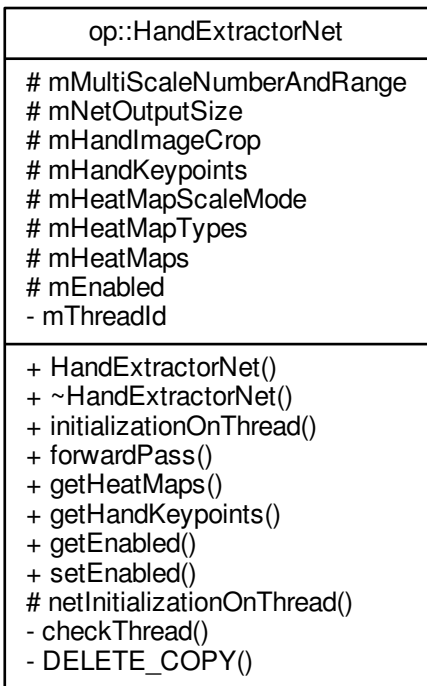 op::HandExtractorNet
# mMultiScaleNumberAndRange
# mNetOutputSize
# mHandImageCrop
# mHandKeypoints
# mHeatMapScaleMode
# mHeatMapTypes
# mHeatMaps
# mEnabled
- mThreadId
+ HandExtractorNet()
+ ~HandExtractorNet()
+ initializationOnThread()
+ forwardPass()
+ getHeatMaps()
+ getHandKeypoints()
+ getEnabled()
+ setEnabled()
# netInitializationOnThread()
- checkThread()
- DELETE_COPY()